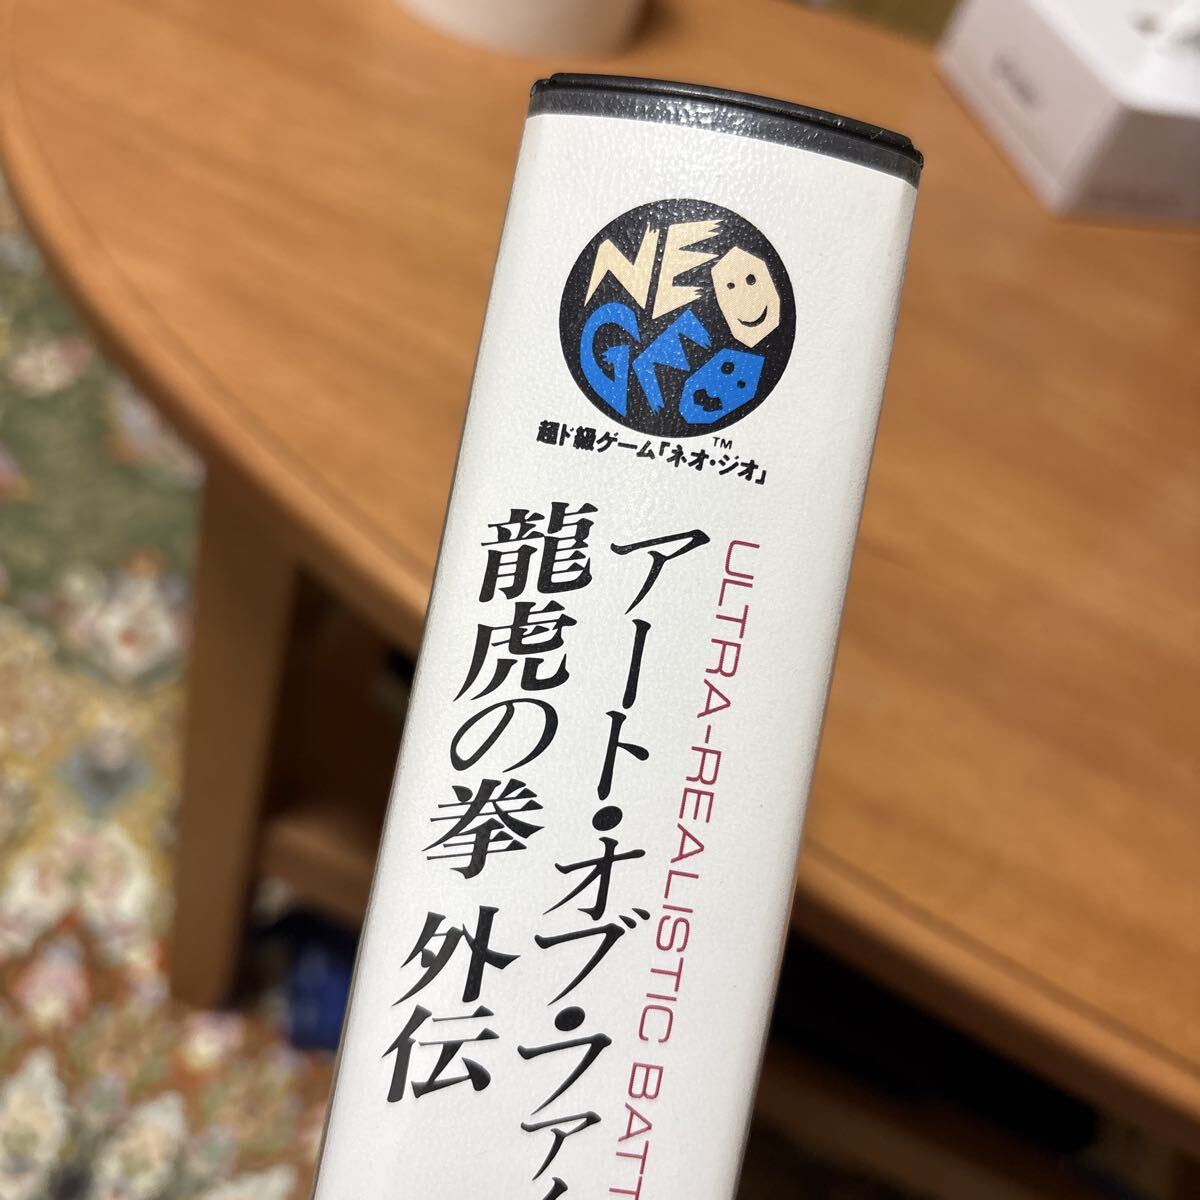 NEO
GEO
TM
超ド級ゲーム「ネオ・ジオ」
ULTRA-REALISTIC BATT
アート・オブ・ファイ
龍虎の拳 外伝